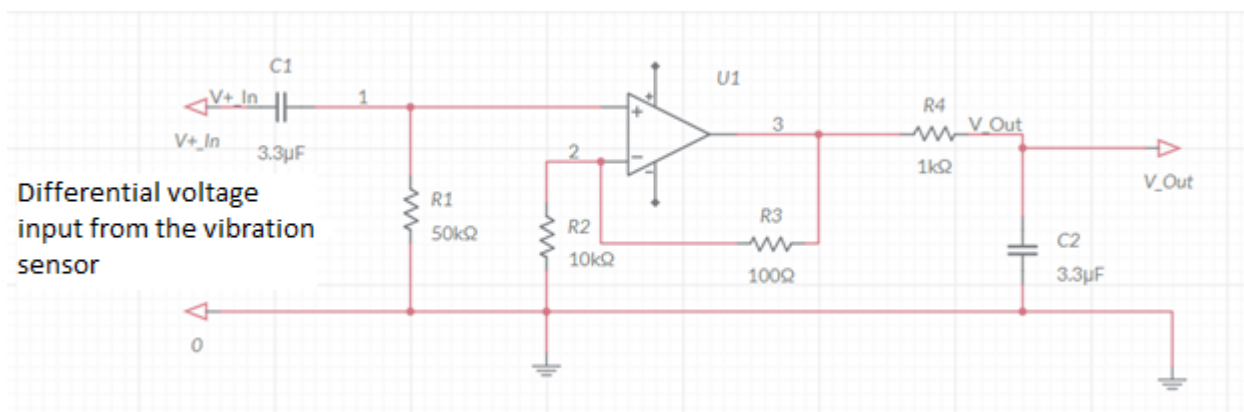 C1
V+_In
1
V+_In
3.3µF
U1
+
+
−
−
3
2
R4
V_Out
1kΩ
V_Out
Differential voltage
input from the vibration
sensor
R1
50kΩ
R2
10kΩ
R3
100Ω
C2
3.3µF
0